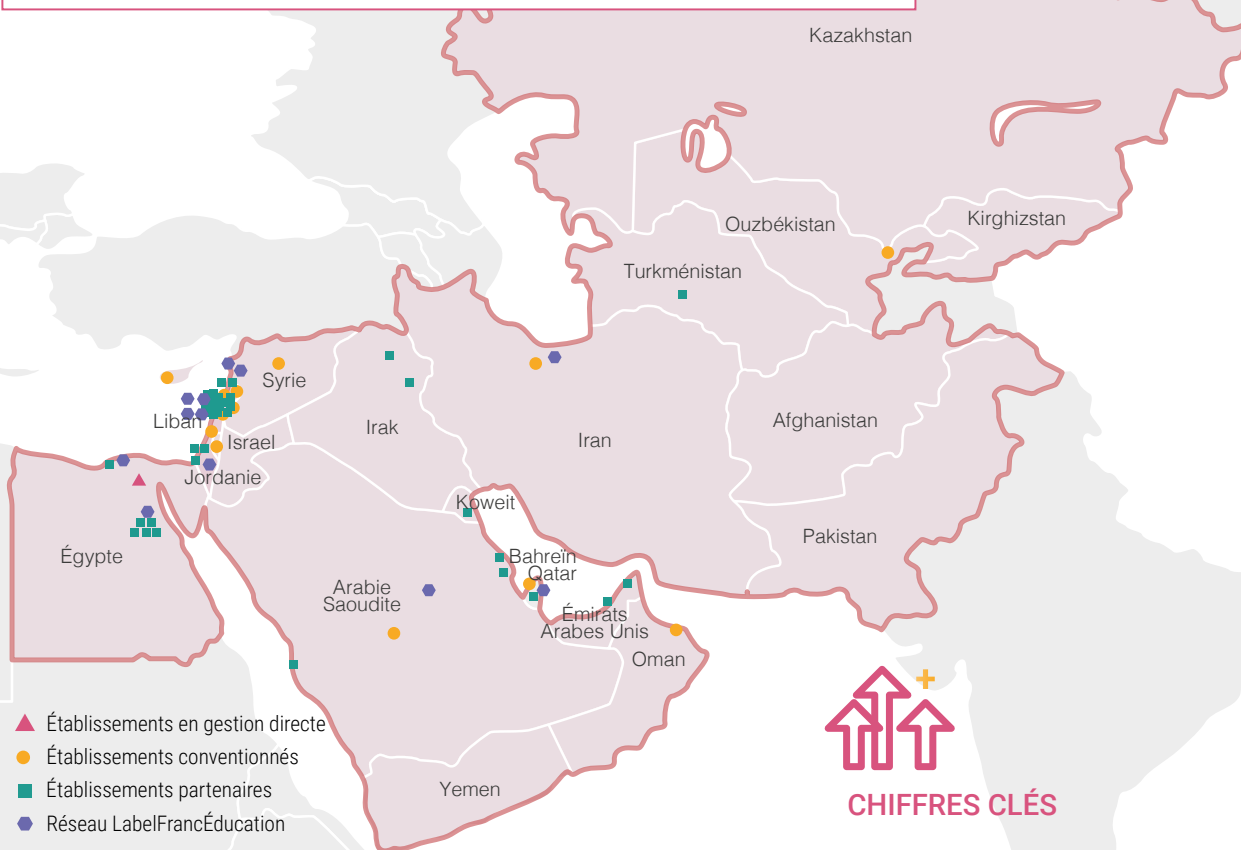 Kazakhstan
Kirghizstan
Ouzbékistan
Turkménistan
Syrie
Afghanistan
Liban
Irak
Iran
Israel
Jordanie
Koweit
Pakistan
Égypte
Bahreïn
Qatar
Arabie
Saoudite
Émirats
Arabes Unis
Oman
Yemen
Établissements en gestion directe
Établissements conventionnés
Établissements partenaires
Réseau LabelFrancÉducation
+
CHIFFRES CLÉS